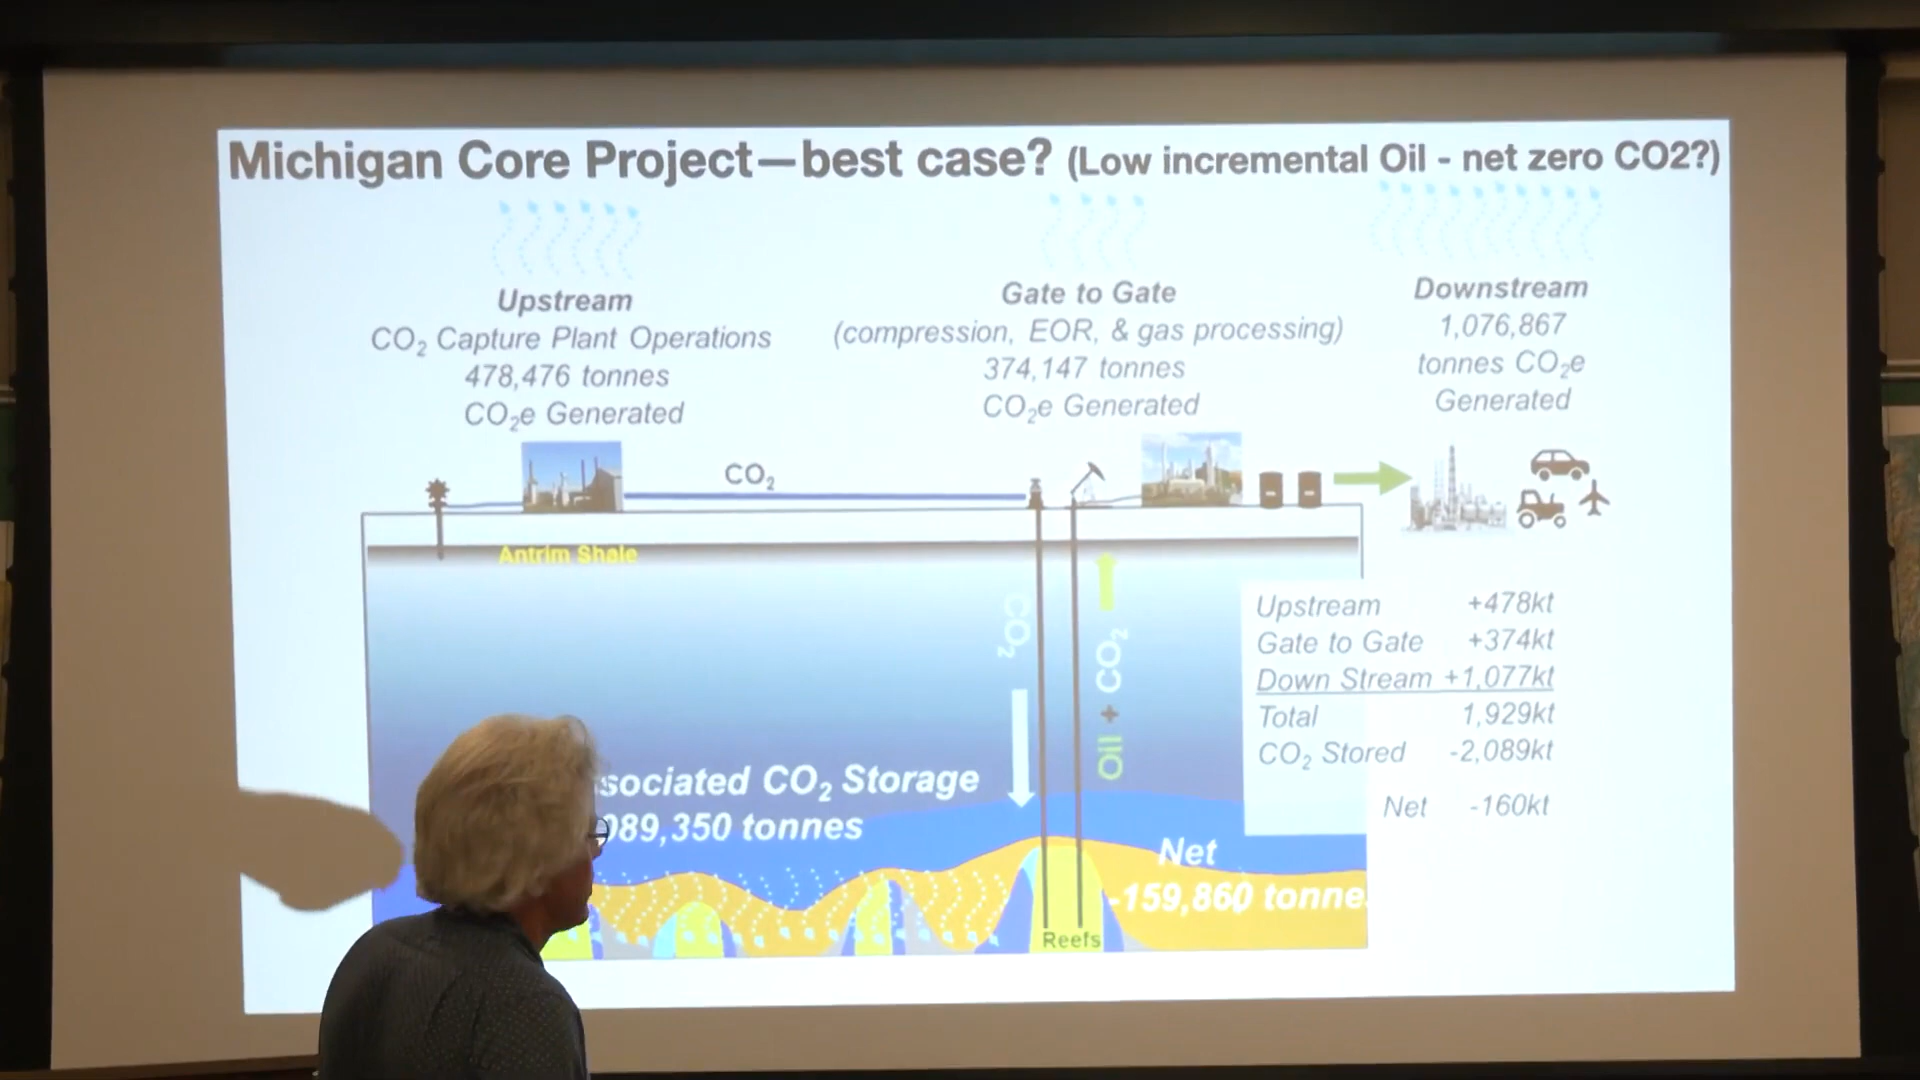 Michigan Core Project—best case? (Low incremental Oil - net zero CO2?)
Upstream
CO₂ Capture Plant Operations
478,476 tonnes
CO₂e Generated
Gate to Gate
(compression, EOR, & gas processing)
374,147 tonnes
CO₂e Generated
Downstream
1,076,867
tonnes CO₂e
Generated
CO₂
Antrim Shale
CO₂
Oil + CO₂
Upstream +478kt
Gate to Gate +374kt
Down Stream +1,077kt
Total 1,929kt
CO₂ Stored -2,089kt
Net -160kt
sociated CO₂ Storage
089,350 tonnes
Net
-159,860 tonne
Reefs